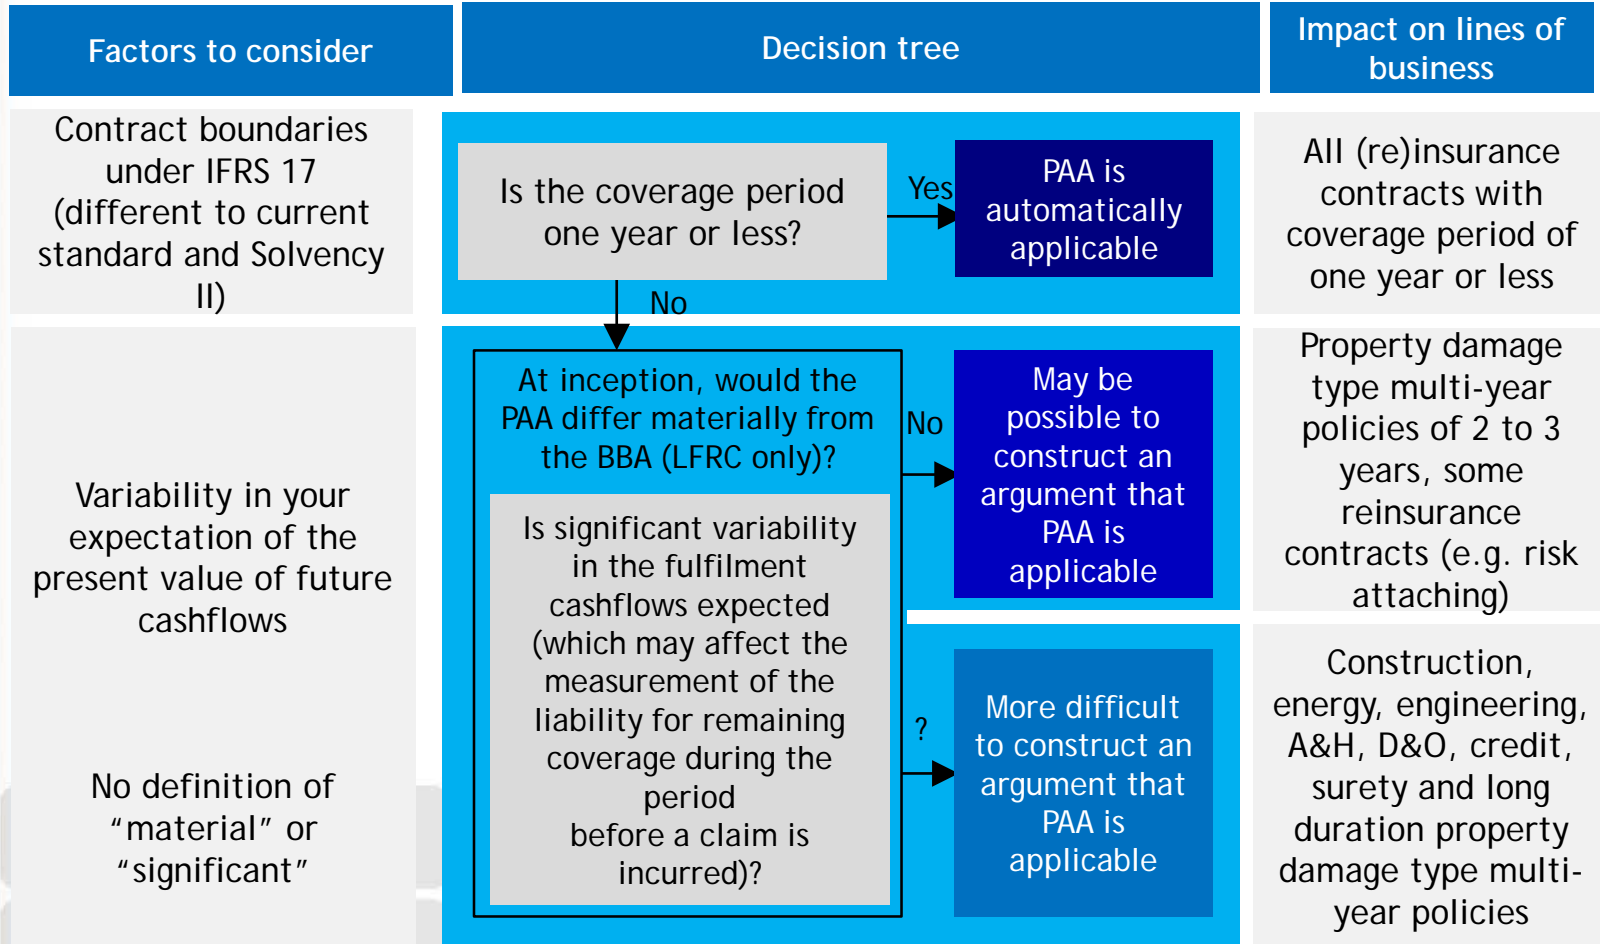 Factors to consider
Decision tree
Impact on lines of
business
Contract boundaries
under IFRS 17
(different to current
standard and Solvency
II)
Is the coverage period
one year or less?
Yes
PAA is
automatically
applicable
All (re)insurance
contracts with
coverage period of
one year or less
No
Variability in your
expectation of the
present value of future
cashflows
No definition of
“material” or
“significant”
At inception, would the
PAA differ materially from
the BBA (LFRC only)?
Is significant variability
in the fulfilment
cashflows expected
(which may affect the
measurement of the
liability for remaining
coverage during the
period
before a claim is
incurred)?
No
May be
possible to
construct an
argument that
PAA is
applicable
Property damage
type multi-year
policies of 2 to 3
years, some
reinsurance
contracts (e.g. risk
attaching)
?
More difficult
to construct an
argument that
PAA is
applicable
Construction,
energy, engineering,
A&H, D&O, credit,
surety and long
duration property
damage type multi-
year policies